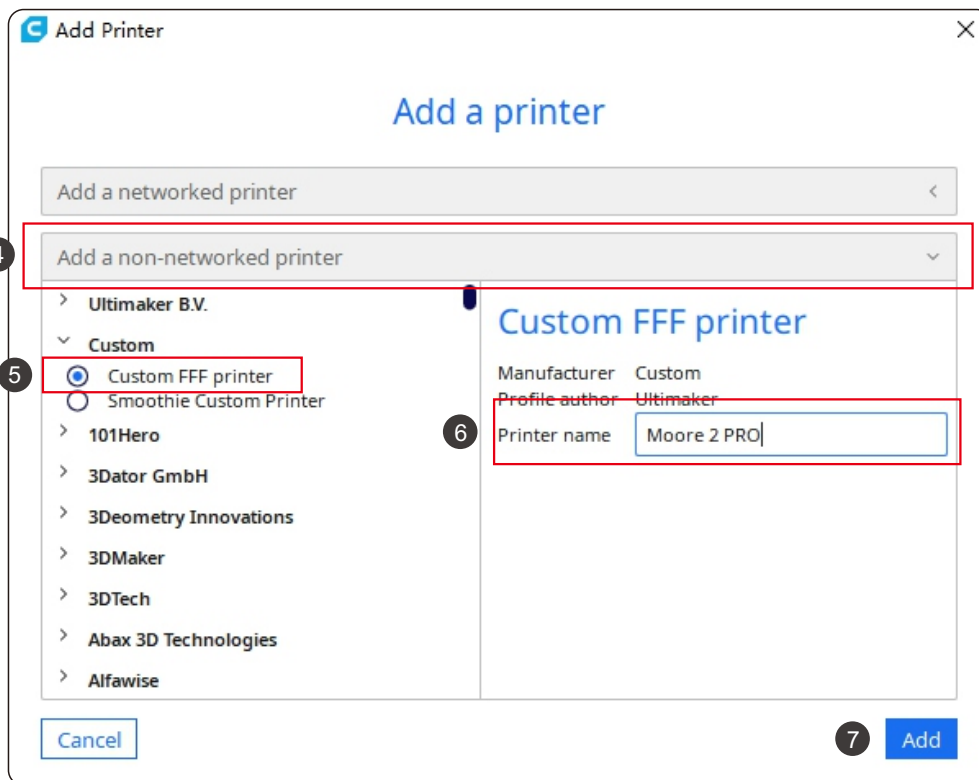 Add Printer
Add a printer
Add a networked printer
4
Add a non-networked printer
Ultimaker B.V.
Custom
5
Custom FFF printer
Smoothie Custom Printer
101Hero
3Dator GmbH
3Deometry Innovations
3DMaker
3DTech
Abax 3D Technologies
Alfawise
Custom FFF printer
Manufacturer Custom
Profile author Ultimaker
6 Printer name Moore 2 PRO
Cancel
7 Add